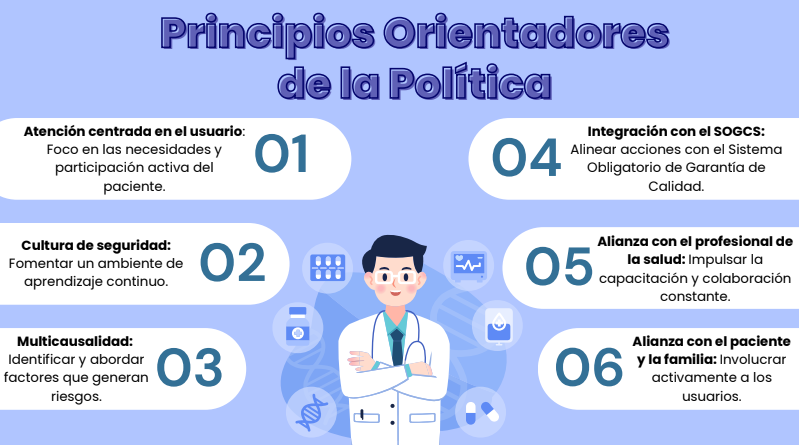 Principios Orientadores
de la Política
Atención centrada en el usuario:
Foco en las necesidades y
participación activa del
paciente.
01
Cultura de seguridad:
Fomentar un ambiente de
aprendizaje continuo.
02
Multicausalidad:
Identificar y abordar
factores que generan
riesgos.
03
04
Integración con el SOGCS:
Alinear acciones con el Sistema
Obligatorio de Garantía de
Calidad.
05
Alianza con el profesional de
la salud: Impulsar la
capacitación y colaboración
constante.
06
Alianza con el paciente
y la familia: Involucrar
activamente a los
usuarios.